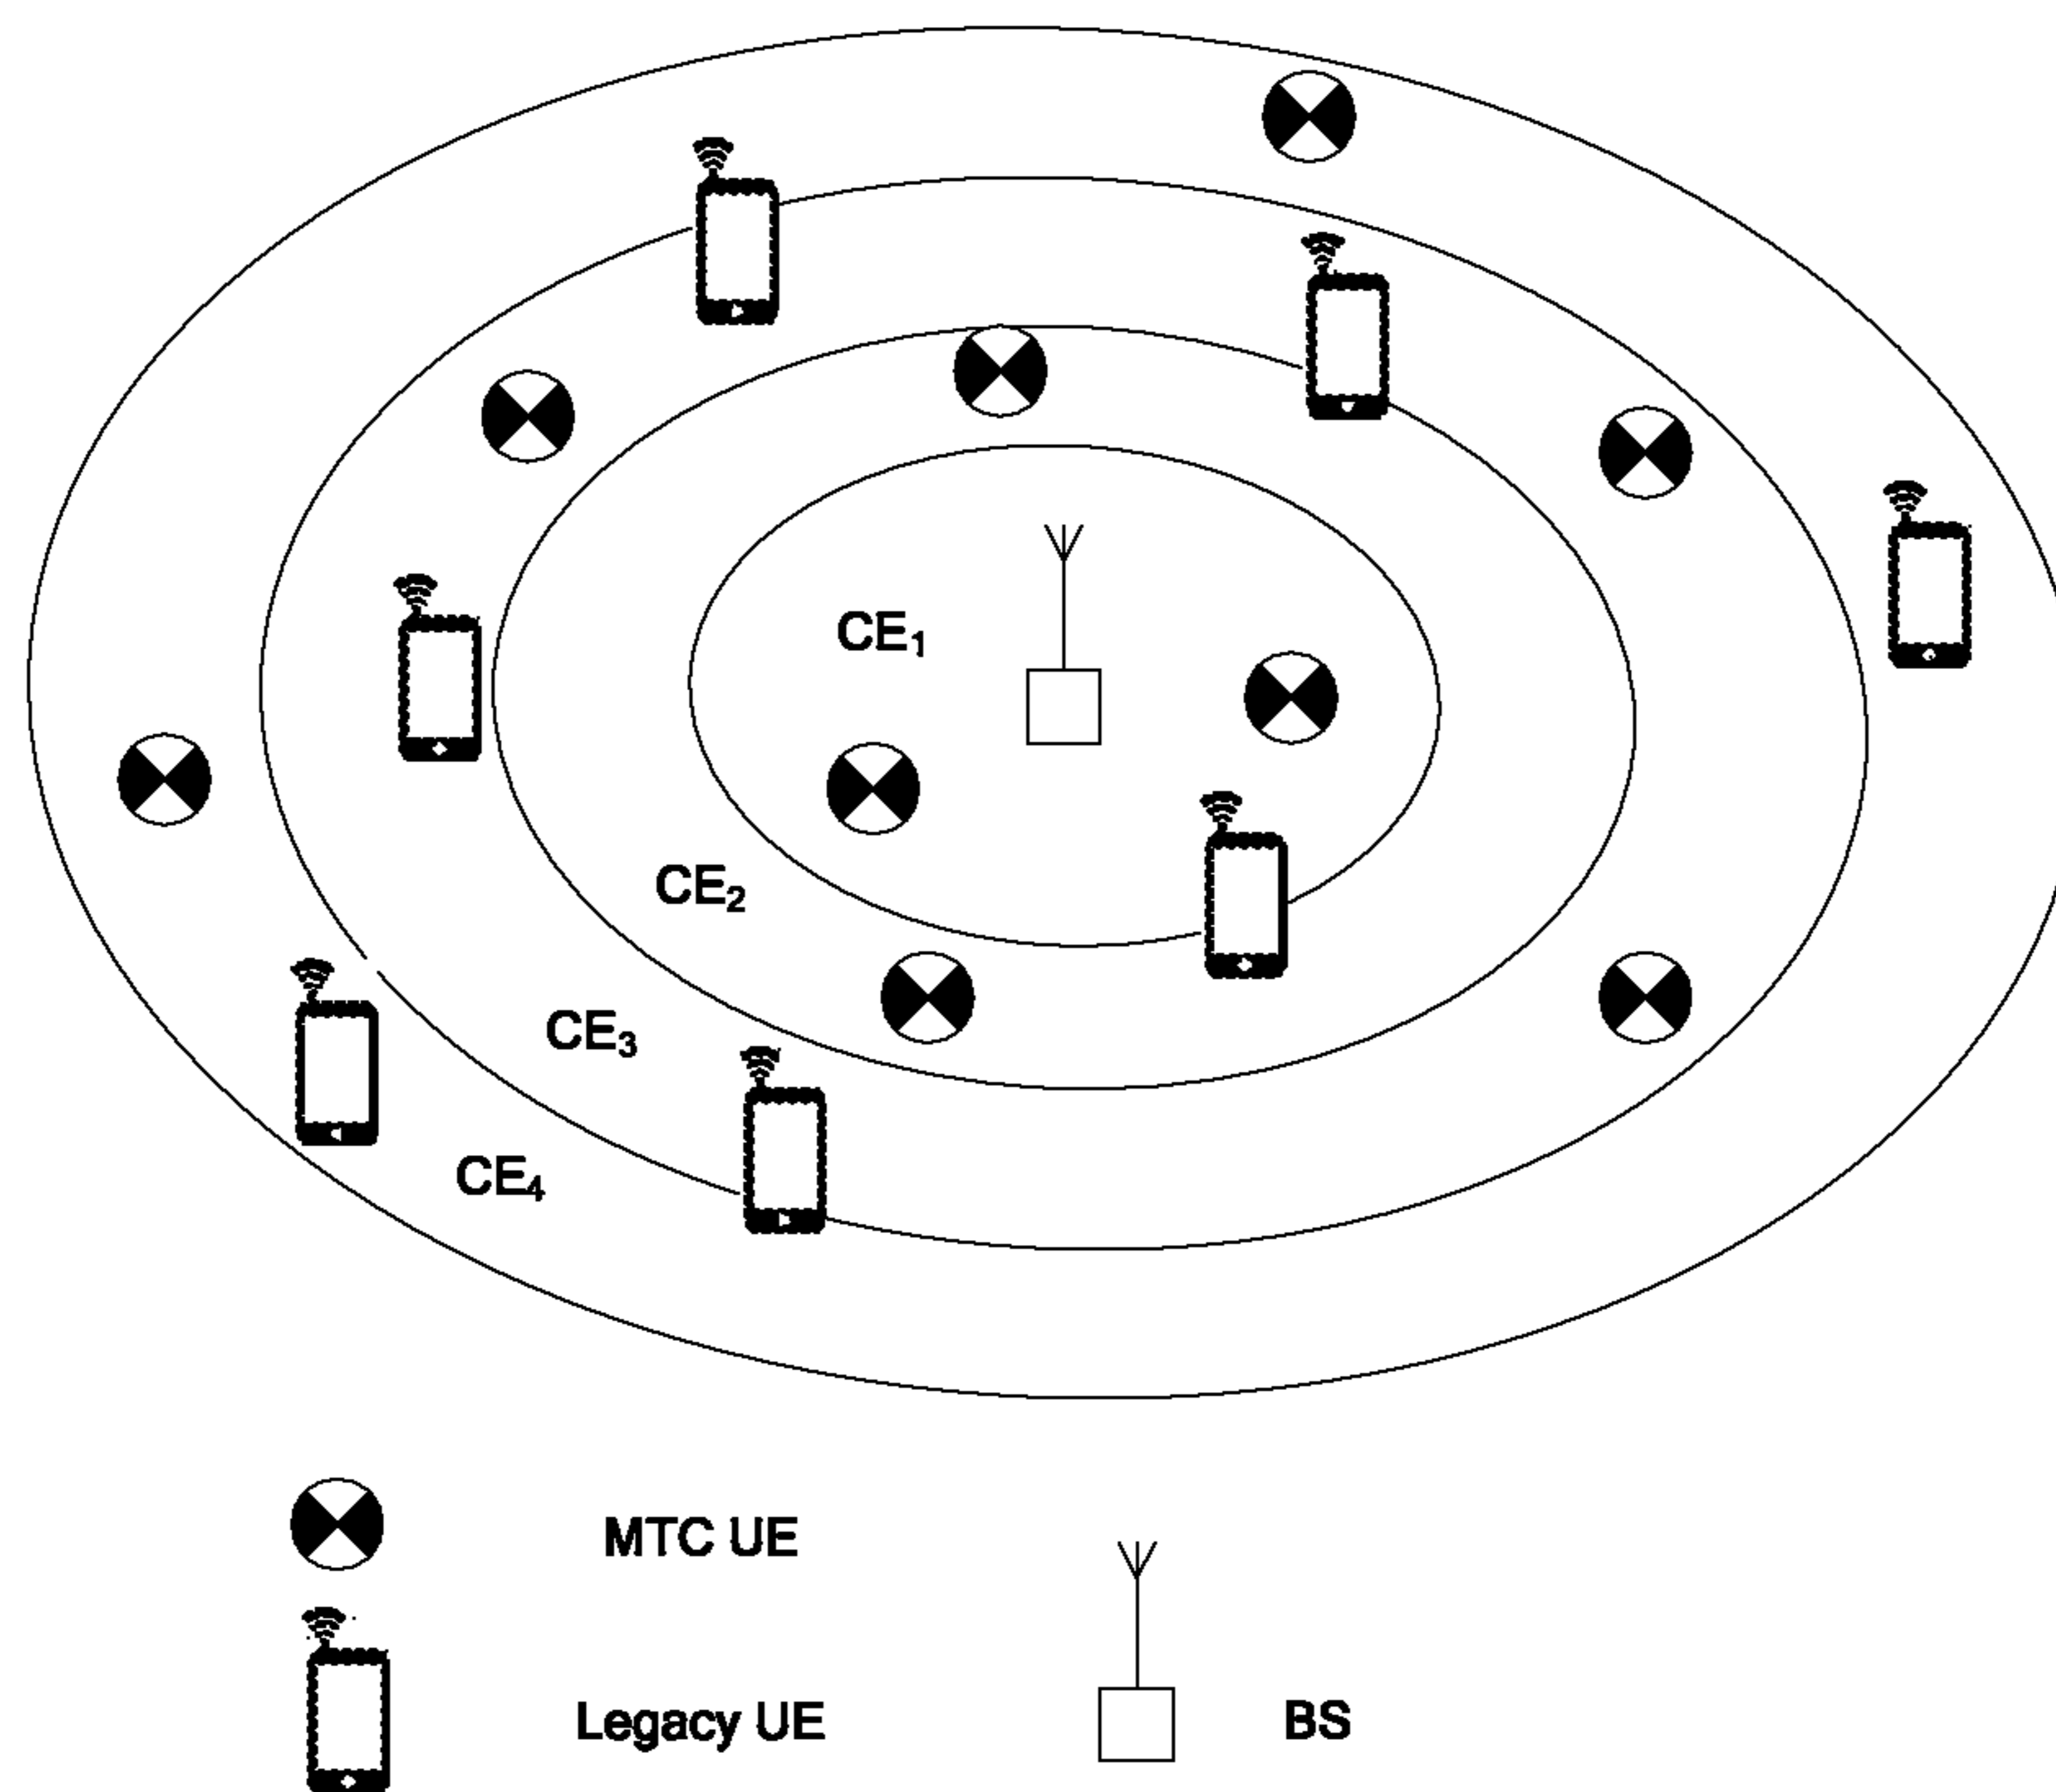 CE₁
CE₂
CE₃
CE₄
MTC UE
Legacy UE
BS